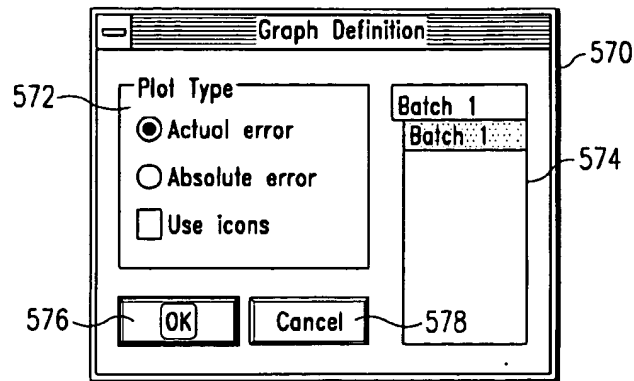 Graph Definition
570
572
Plot Type
Actual error
Absolute error
Use icons
Batch 1
Batch 1
574
576
OK
Cancel
578